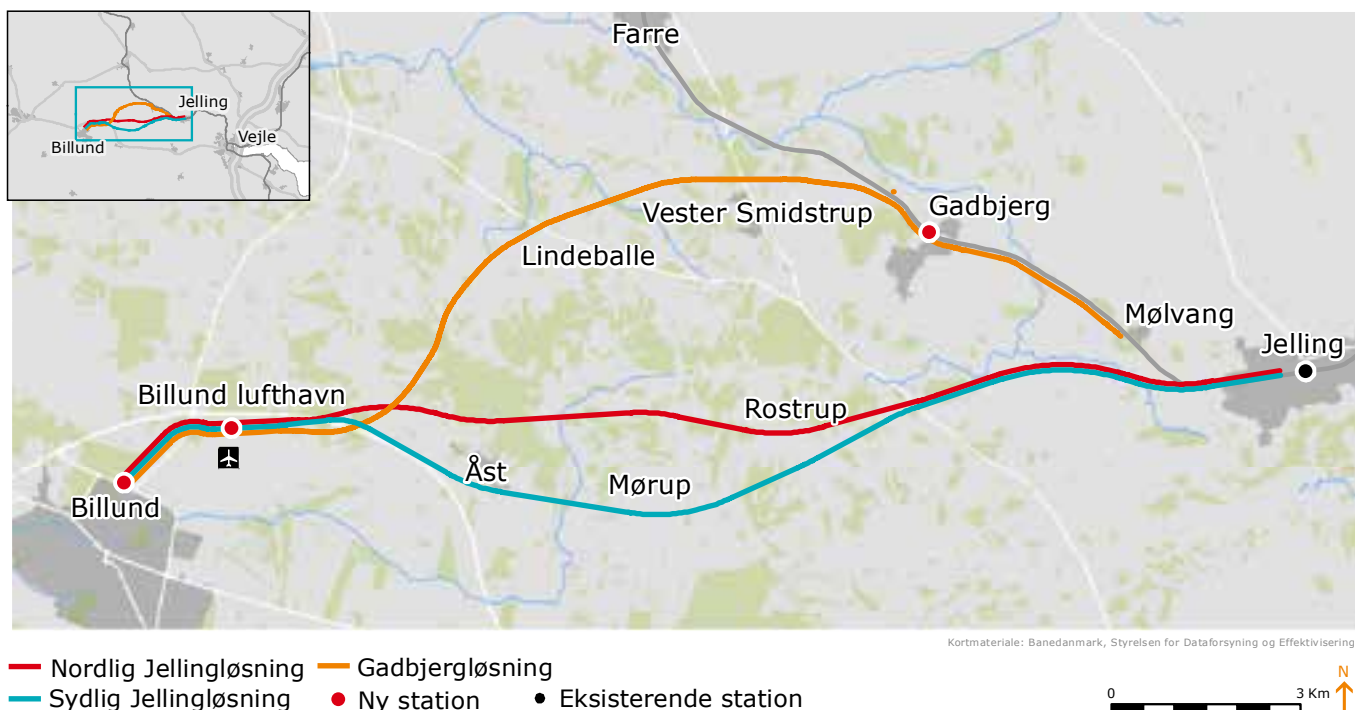 Jelling
Billund
Vejle
Farre
Vester Smidstrup
Gadbjerg
Lindeballe
Mølvang
Jelling
Billund lufthavn
Rostrup
Åst
Mørup
Billund
Kortmateriale: Banedanmark, Styrelsen for Dataforsyning og Effektivisering
Nordlig Jellingløsning
Gadbjergløsning
Sydlig Jellingløsning
Ny station
Eksisterende station
N
0
3 Km